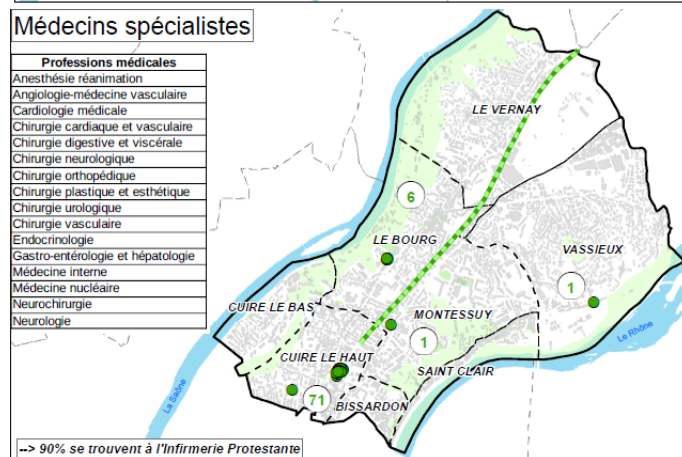 Médecins spécialistes
Professions médicales
Anesthésie réanimation
Angiologie-médecine vasculaire
Cardiologie médicale
Chirurgie cardiaque et vasculaire
Chirurgie digestive et viscérale
Chirurgie neurologique
Chirurgie orthopédique
Chirurgie plastique et esthétique
Chirurgie urologique
Chirurgie vasculaire
Endocrinologie
Gastro-entérologie et hépatologie
Médecine interne
Médecine nucléaire
Neurochirurgie
Neurologie
LE VERNAY
6
LE BOURG
VASSIEUX
1
CUIRE LE BAS
MONTESSUY
1
Le Rhône
CUIRE LE HAUT
SAINT CLAIR
La Saône
71
BISSARDON
--> 90% se trouvent à l'Infirmerie Protestante